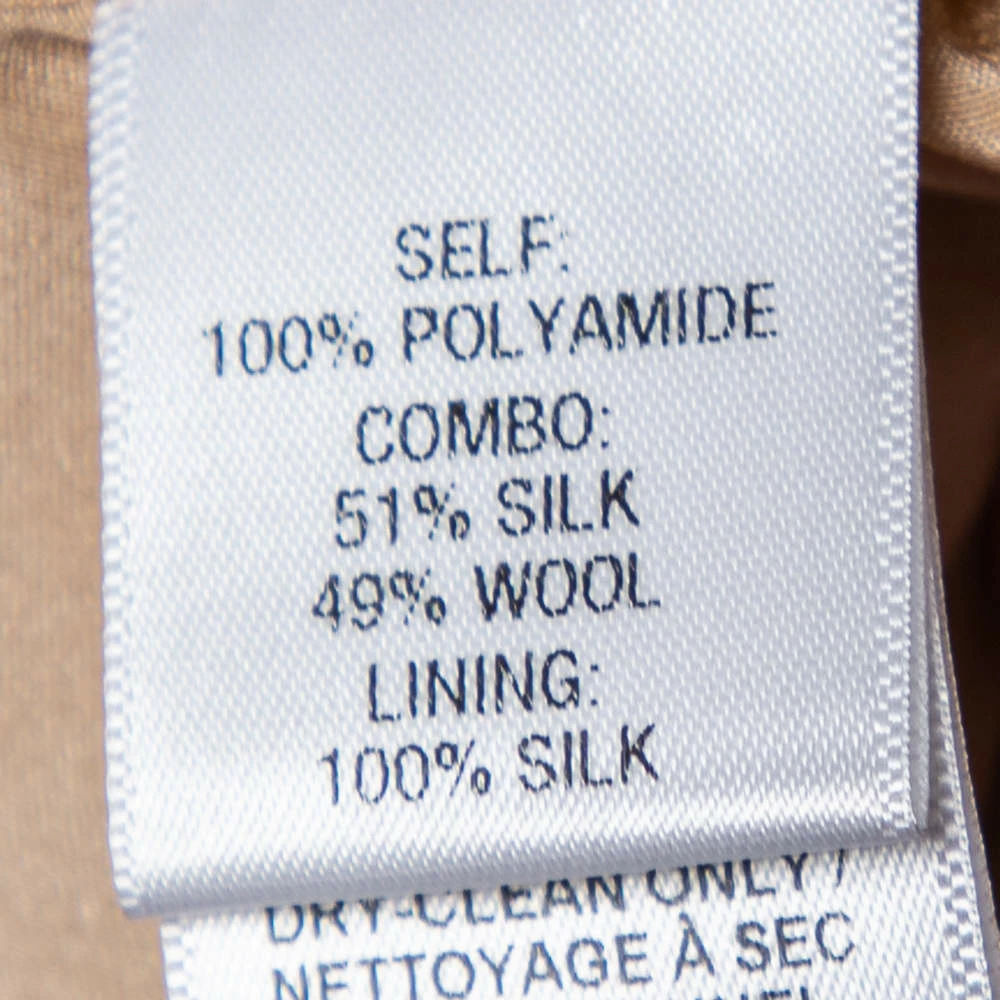 SELF:
100% POLYAMIDE
COMBO:
51% SILK
49% WOOL
LINING:
100% SILK
DRY-CLEAN ONLY /
NETTOYAGE À SEC